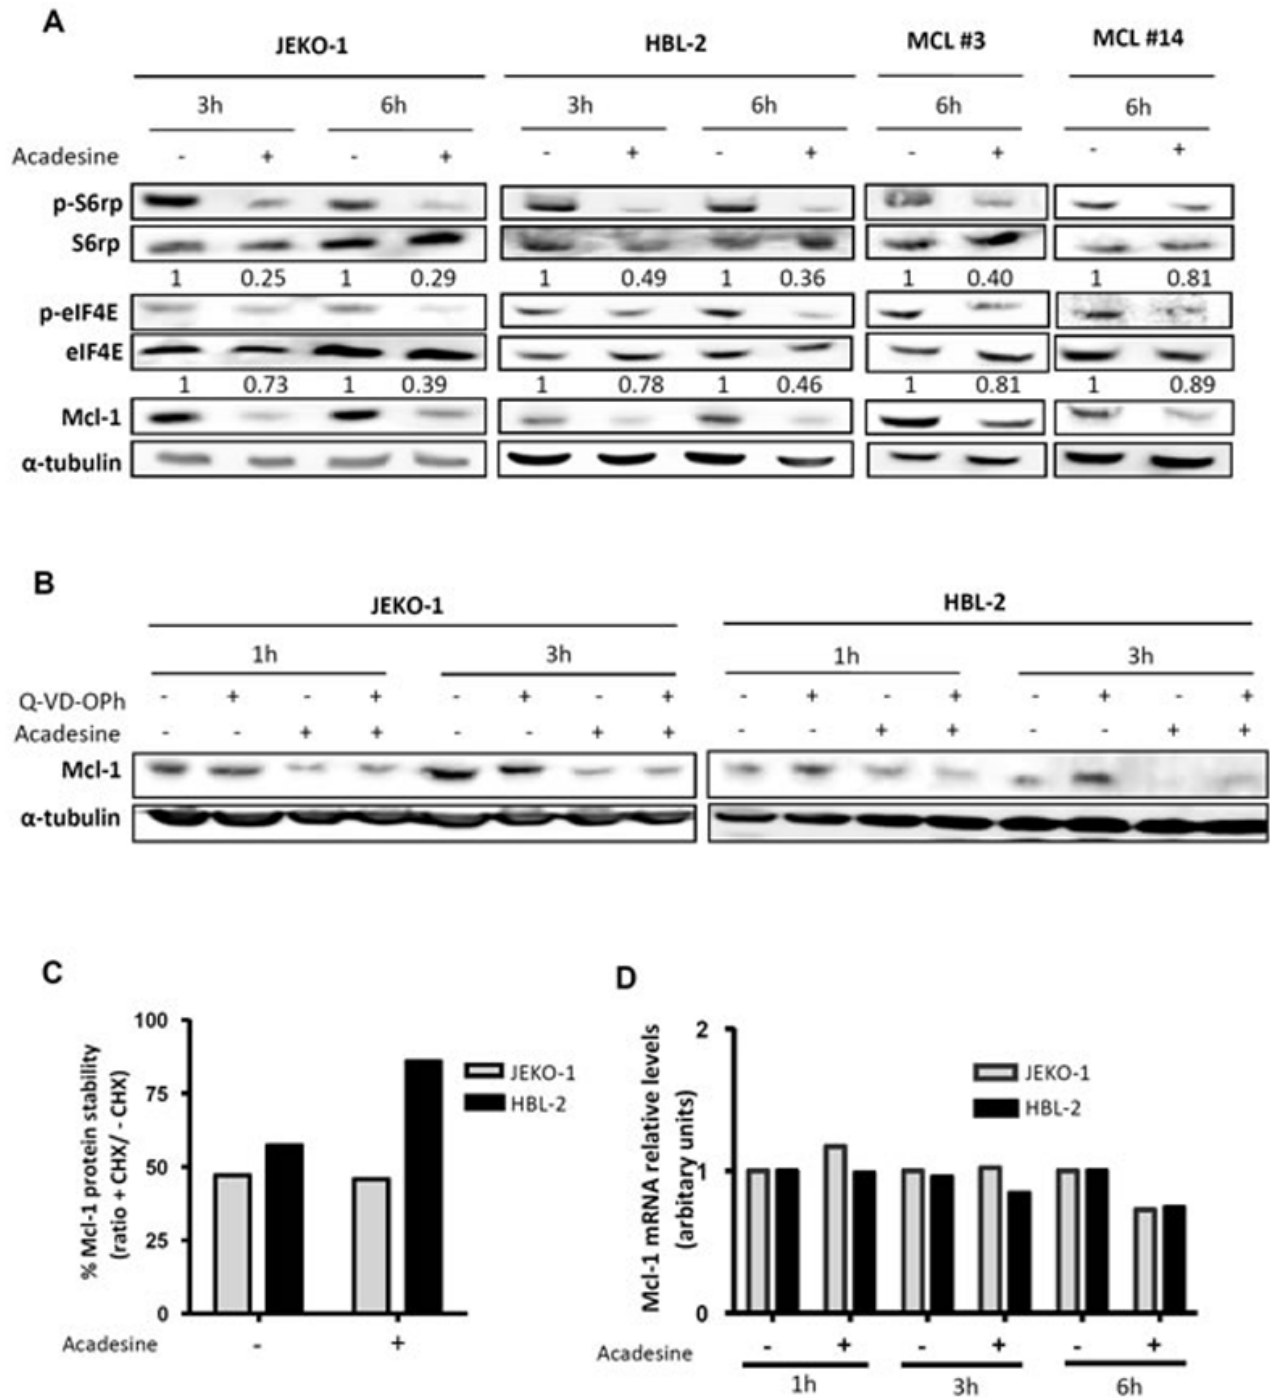 A
JEKO-1 HBL-2 MCL #3 MCL #14
3h 6h 3h 6h 6h 6h
Acadesine - + - + - + - + - + - +
p-S6rp
S6rp
1 0.25 1 0.29 1 0.49 1 0.36 1 0.40 1 0.81
p-eIF4E
eIF4E
1 0.73 1 0.39 1 0.78 1 0.46 1 0.81 1 0.89
Mcl-1
α-tubulin
B
JEKO-1 HBL-2
1h 3h 1h 3h
Q-VD-OPh - + - + - + - + - + - + - + - +
Acadesine - - + + - - + + - - + + - - + +
Mcl-1
α-tubulin
C
% Mcl-1 protein stability
(ratio + CHX/ - CHX)
100
75
50
25
0
JEKO-1
HBL-2
Acadesine - +
D
Mcl-1 mRNA relative levels
(arbitary units)
2
1
0
JEKO-1
HBL-2
Acadesine - + - + - +
1h 3h 6h